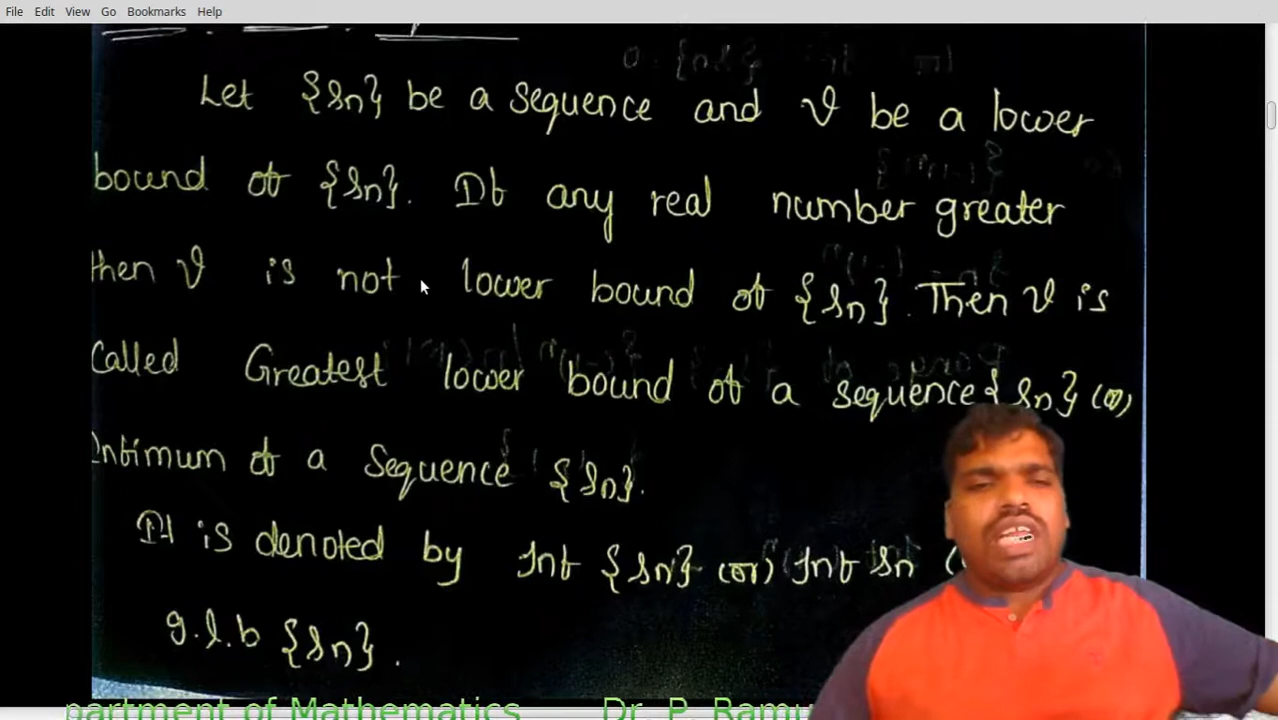 File Edit View Go Bookmarks Help
Let {sn} be a sequence and v be a lower
bound of {sn}. If any real number greater
then v is not lower bound of {sn}. Then v is
called Greatest lower bound of a sequence {sn} (or)
Infimum of a sequence {sn}.
It is denoted by Inf {sn} (or) Inf sn (
g.l.b {sn}.
partment of Mathematics Dr. P. Ramu